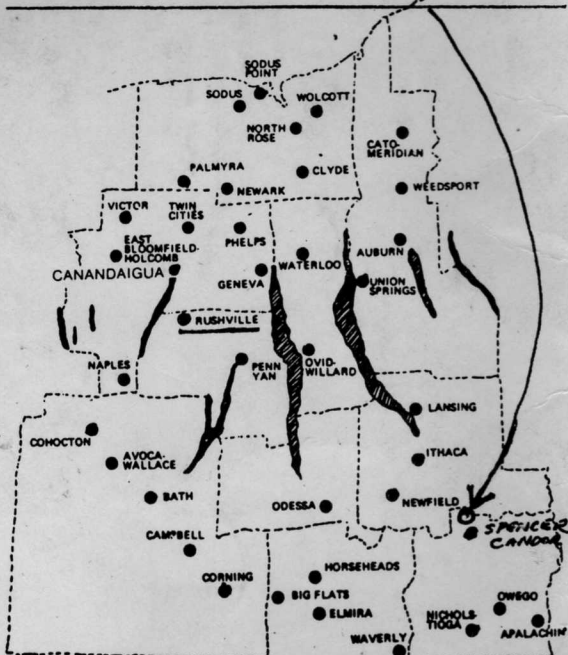 SODUS
POINT
SODUS
WOLCOTT
NORTH
ROSE
CATO-
MERIDIAN
PALMYRA
CLYDE
NEWARK
WEEDSPORT
VICTOR
TWIN
CITIES
EAST
BLOOMFIELD-
HOLCOMB
PHELPS
WATERLOO
AUBURN
CANANDAIGUA
GENEVA
UNION
SPRINGS
RUSHVILLE
NAPLES
PENN
YAN
OVID-
WILLARD
LANSING
COHOCTON
AVOCA-
WALLACE
ITHACA
BATH
ODESSA
NEWFIELD
SPENCER
CANDOR
CAMPBELL
HORSEHEADS
CORNING
BIG FLATS
ELMIRA
OWEGO
NICHOLS-
TIOGA
APALACHIN
WAVERLY